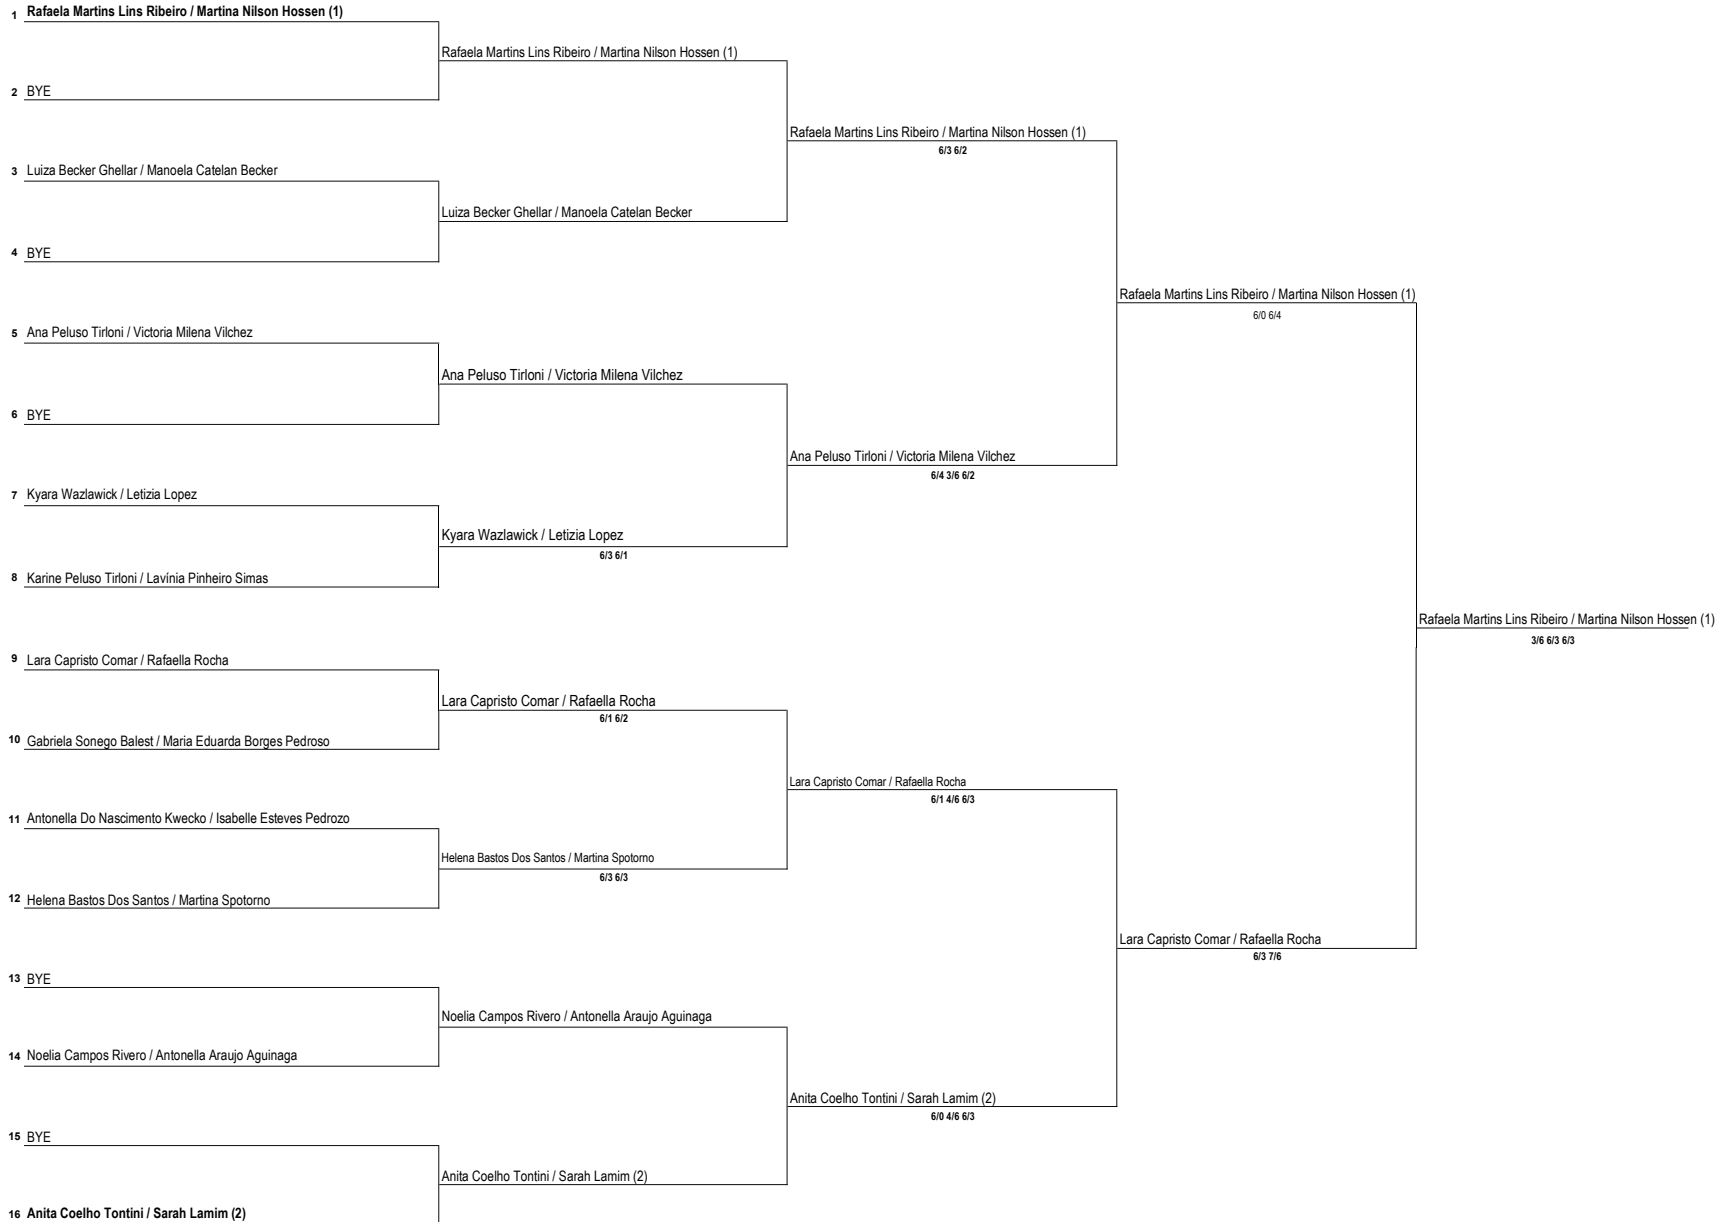 1 Rafaela Martins Lins Ribeiro / Martina Nilson Hossen (1)
Rafaela Martins Lins Ribeiro / Martina Nilson Hossen (1)
2 BYE
Rafaela Martins Lins Ribeiro / Martina Nilson Hossen (1)
6/3 6/2
3 Luiza Becker Ghellar / Manoela Catelan Becker
Luiza Becker Ghellar / Manoela Catelan Becker
4 BYE
Rafaela Martins Lins Ribeiro / Martina Nilson Hossen (1)
6/0 6/4
5 Ana Peluso Tirloni / Victoria Milena Vilchez
Ana Peluso Tirloni / Victoria Milena Vilchez
6 BYE
Ana Peluso Tirloni / Victoria Milena Vilchez
6/4 3/6 6/2
7 Kyara Wazlawick / Letizia Lopez
Kyara Wazlawick / Letizia Lopez
6/3 6/1
8 Karine Peluso Tirloni / Lavínia Pinheiro Simas
Rafaela Martins Lins Ribeiro / Martina Nilson Hossen (1)
3/6 6/3 6/3
9 Lara Capristo Comar / Rafaella Rocha
Lara Capristo Comar / Rafaella Rocha
6/1 6/2
10 Gabriela Sonego Balest / Maria Eduarda Borges Pedroso
Lara Capristo Comar / Rafaella Rocha
6/1 4/6 6/3
11 Antonella Do Nascimento Kwecko / Isabelle Esteves Pedrozo
Helena Bastos Dos Santos / Martina Spotorno
6/3 6/3
12 Helena Bastos Dos Santos / Martina Spotorno
Lara Capristo Comar / Rafaella Rocha
6/3 7/6
13 BYE
Noelia Campos Rivero / Antonella Araujo Aguinaga
14 Noelia Campos Rivero / Antonella Araujo Aguinaga
Anita Coelho Tontini / Sarah Lamim (2)
6/0 4/6 6/3
15 BYE
Anita Coelho Tontini / Sarah Lamim (2)
16 Anita Coelho Tontini / Sarah Lamim (2)